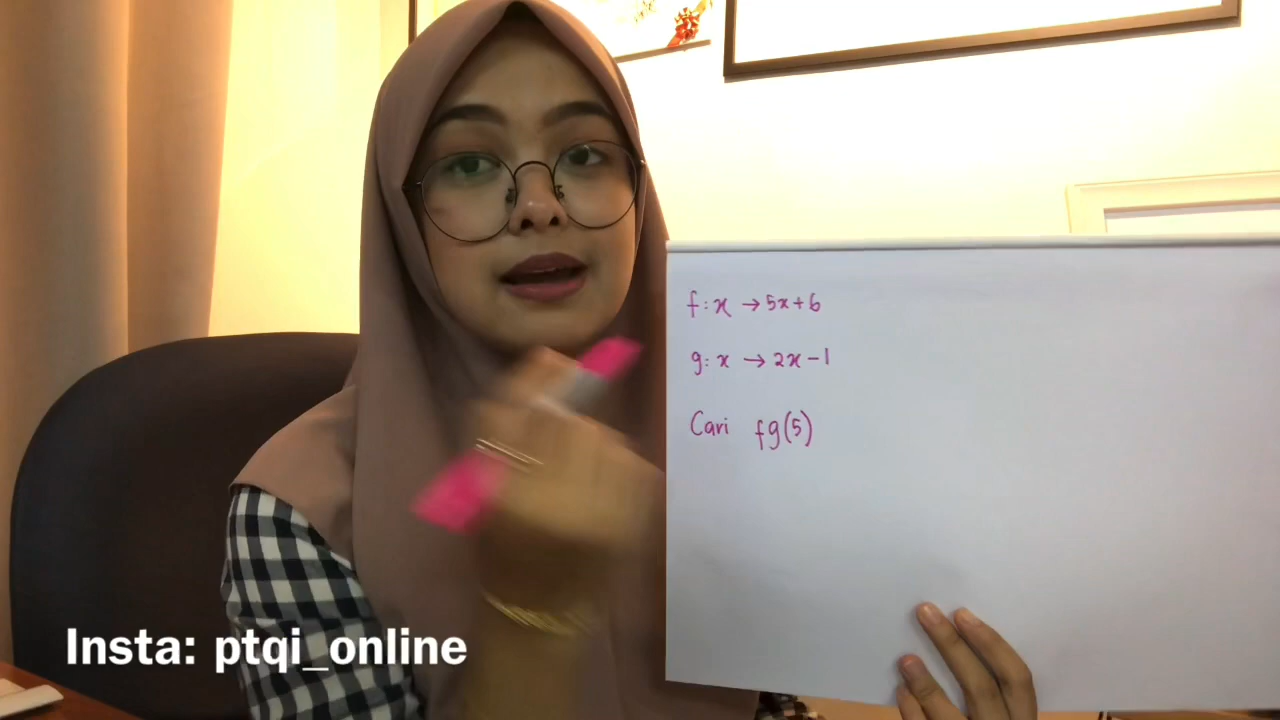 f: x → 5x + 6
g: x → 2x - 1
Cari fg(5)
Insta: ptqi_online